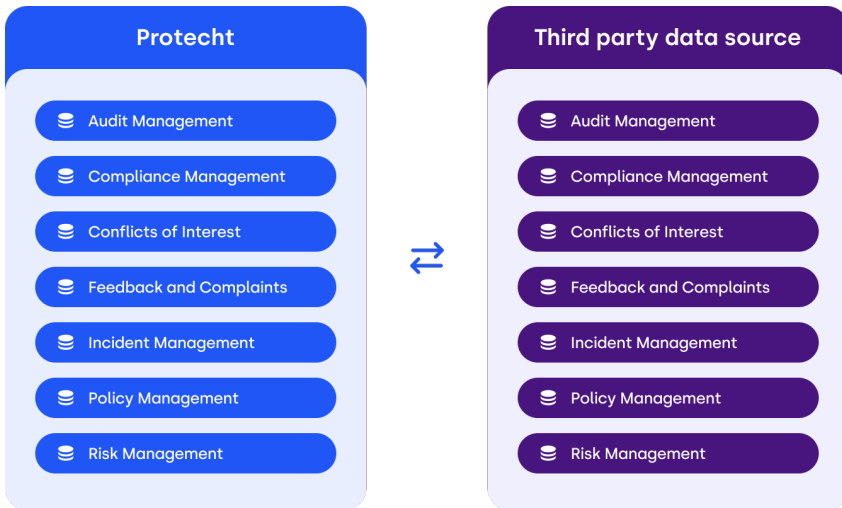 Protecht
Audit Management
Compliance Management
Conflicts of Interest
Feedback and Complaints
Incident Management
Policy Management
Risk Management
Third party data source
Audit Management
Compliance Management
Conflicts of Interest
Feedback and Complaints
Incident Management
Policy Management
Risk Management